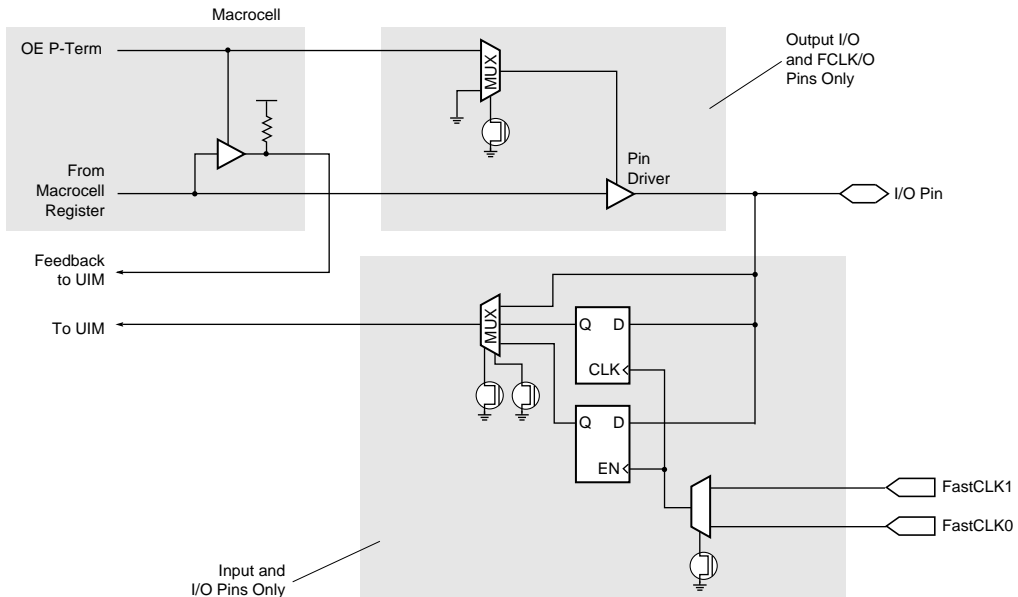 Macrocell
OE P-Term
MUX
Output I/O
and FCLK/O
Pins Only
Pin
Driver
From
Macrocell
Register
I/O Pin
Feedback
to UIM
To UIM
MUX
Q D
CLK
Q D
EN
FastCLK1
FastCLK0
Input and
I/O Pins Only